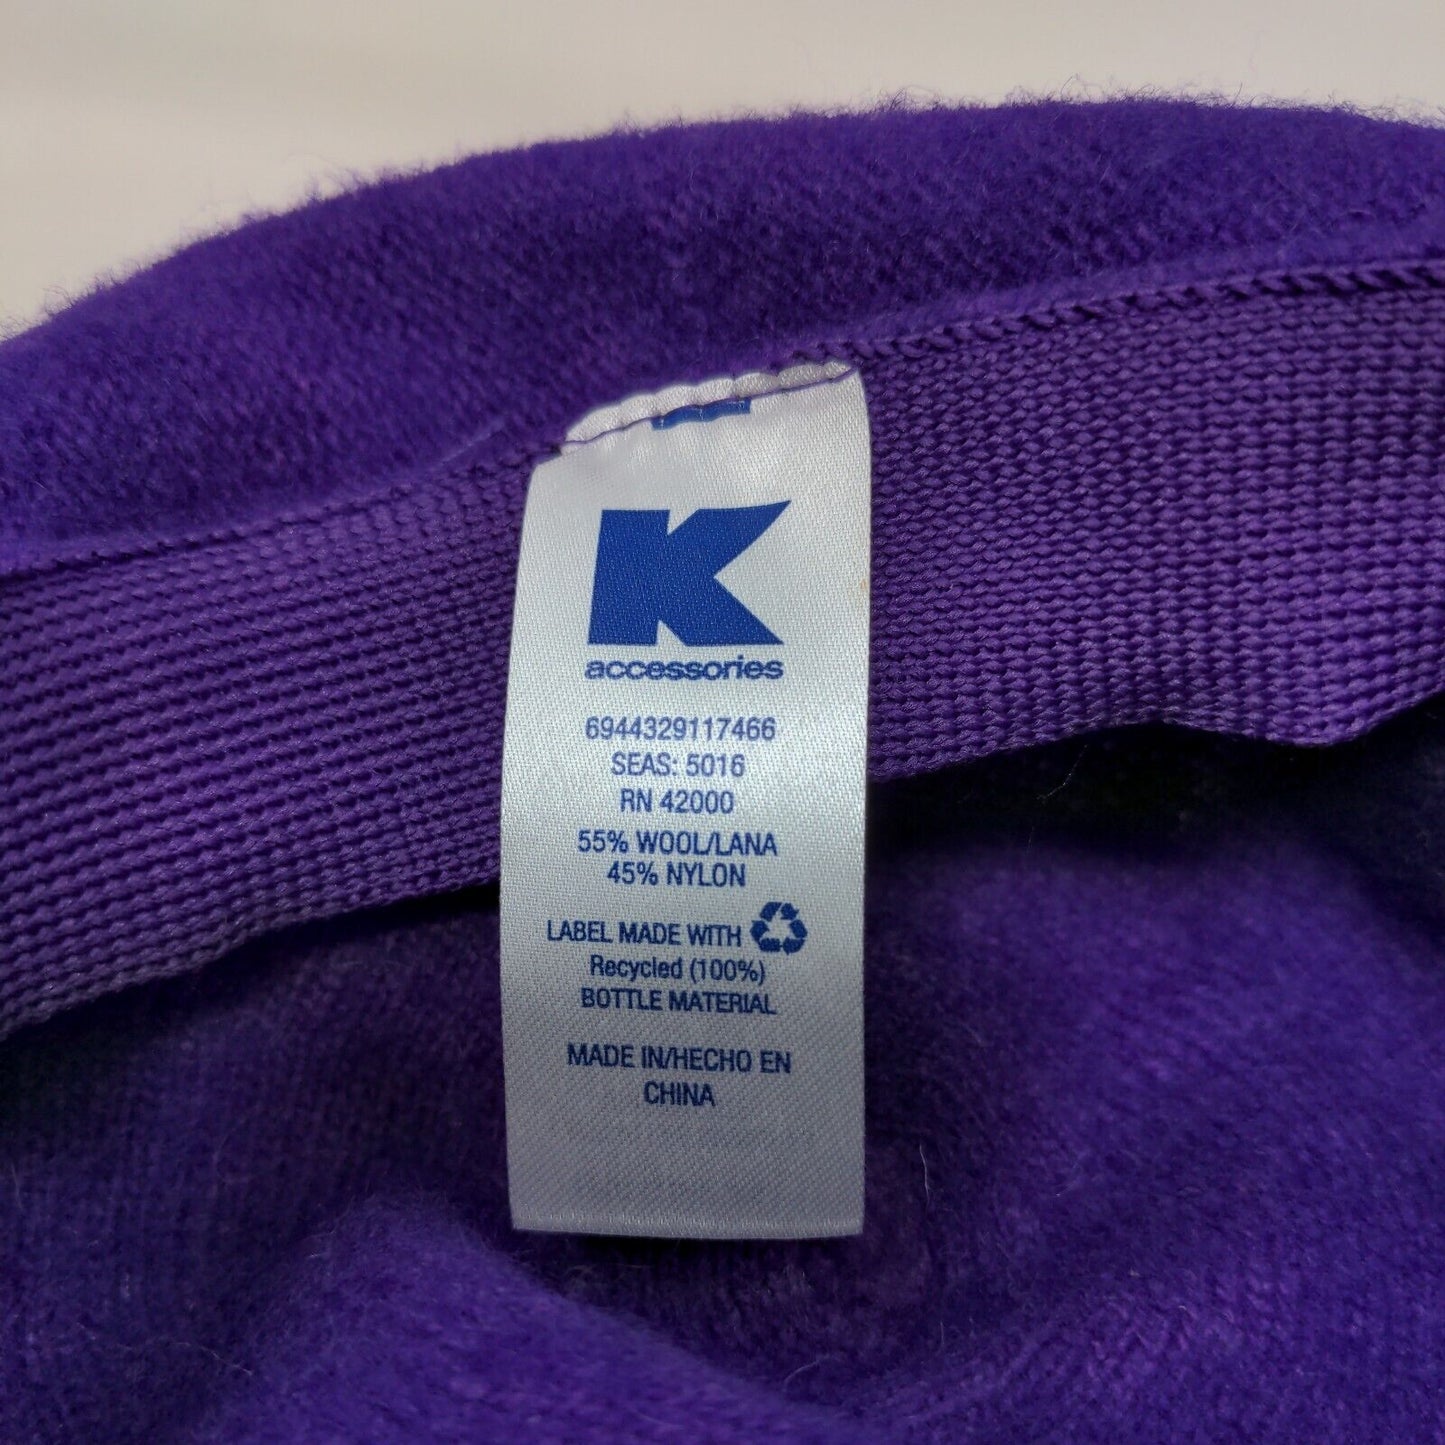 K
accessories
6944329117466
SEAS: 5016
RN 42000
55% WOOL/LANA
45% NYLON
LABEL MADE WITH
Recycled (100%)
BOTTLE MATERIAL
MADE IN/HECHO EN
CHINA